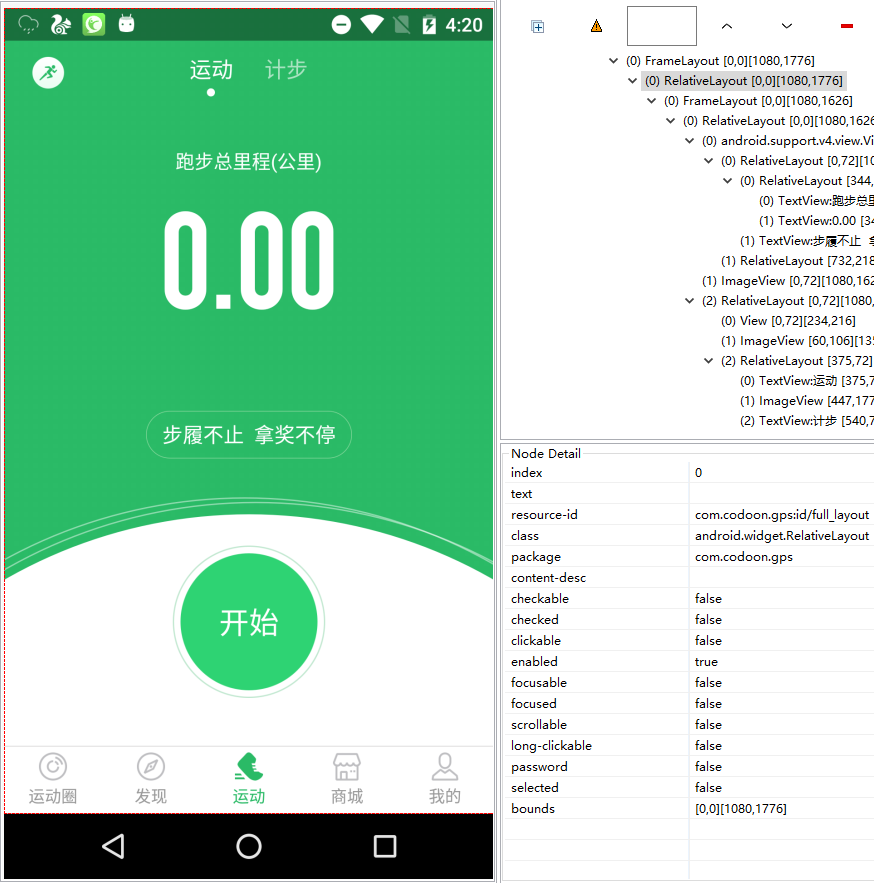 4:20
运动 计步
跑步总里程(公里)
0.00
步履不止 拿奖不停
开始
运动圈 发现 运动 商城 我的
(0) FrameLayout [0,0][1080,1776]
(0) RelativeLayout [0,0][1080,1776]
(0) FrameLayout [0,0][1080,1626]
(0) RelativeLayout [0,0][1080,1626
(0) android.support.v4.view.Vi
(0) RelativeLayout [0,72][10
(0) RelativeLayout [344,
(0) TextView:跑步总里
(1) TextView:0.00 [34
(1) TextView:步履不止 拿
(1) RelativeLayout [732,218
(1) ImageView [0,72][1080,162
(2) RelativeLayout [0,72][1080,
(0) View [0,72][234,216]
(1) ImageView [60,106][135
(2) RelativeLayout [375,72]
(0) TextView:运动 [375,7
(1) ImageView [447,177
(2) TextView:计步 [540,7
Node Detail
index 0
text
resource-id com.codoon.gps:id/full_layout
class android.widget.RelativeLayout
package com.codoon.gps
content-desc
checkable false
checked false
clickable false
enabled true
focusable false
focused false
scrollable false
long-clickable false
password false
selected false
bounds [0,0][1080,1776]